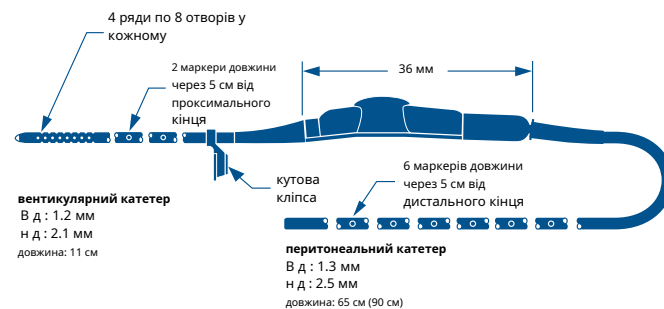 4 ряди по 8 отворів у
кожному
2 маркери довжини
через 5 см від
проксимального
кінця
36 мм
кутова
кліпса
6 маркерів довжини
через 5 см від
дистального кінця
вентикулярний катетер
В д : 1.2 мм
н д : 2.1 мм
довжина: 11 см
перитонеальний катетер
В д : 1.3 мм
н д : 2.5 мм
довжина: 65 см (90 см)